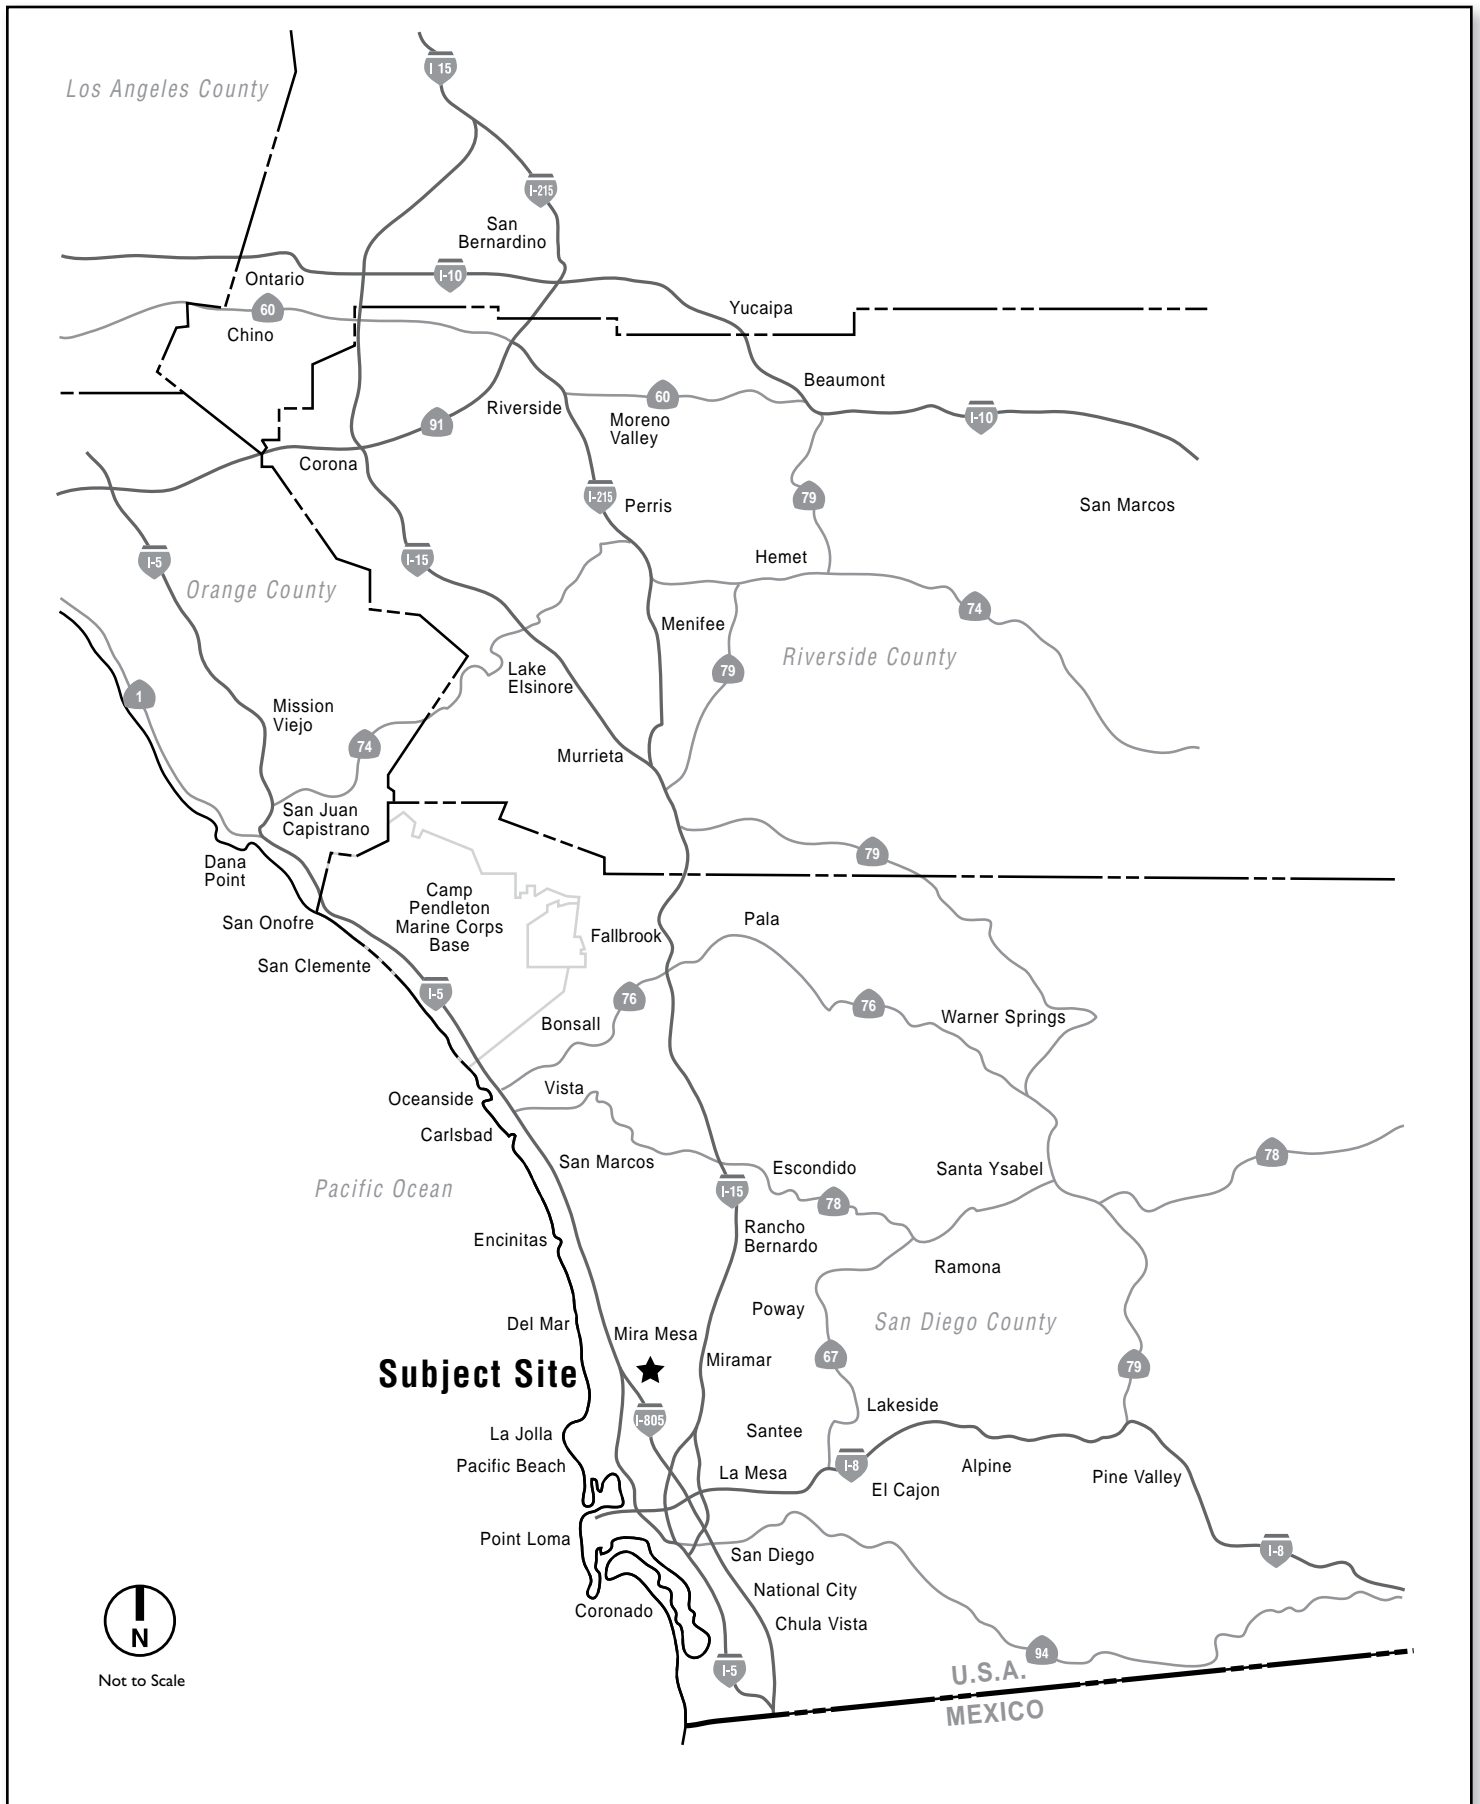 I 15
Los Angeles County
I-215
San
Bernardino
I-10
Ontario
60
Chino
Yucaipa
Beaumont
60
I-10
Riverside
91
Moreno
Valley
Corona
I-215
Perris
79
San Marcos
I-5
I-15
Hemet
Orange County
74
Menifee
Riverside County
79
Lake
Elsinore
1
Mission
Viejo
74
Murrieta
San Juan
Capistrano
79
Dana
Point
Camp
Pendleton
Marine Corps
Base
San Onofre
Fallbrook
Pala
San Clemente
I-5
76
76
Bonsall
Warner Springs
Vista
Oceanside
Carlsbad
San Marcos
Escondido
Santa Ysabel
78
Pacific Ocean
I-15
78
Rancho
Bernardo
Encinitas
Ramona
Poway
Del Mar
Mira Mesa
San Diego County
Miramar
67
79
Subject Site
Lakeside
I-805
La Jolla
Santee
Pacific Beach
La Mesa
I-8
Alpine
Pine Valley
El Cajon
Point Loma
San Diego
I-8
National City
Coronado
Chula Vista
N
94
Not to Scale
I-5
U.S.A.
MEXICO